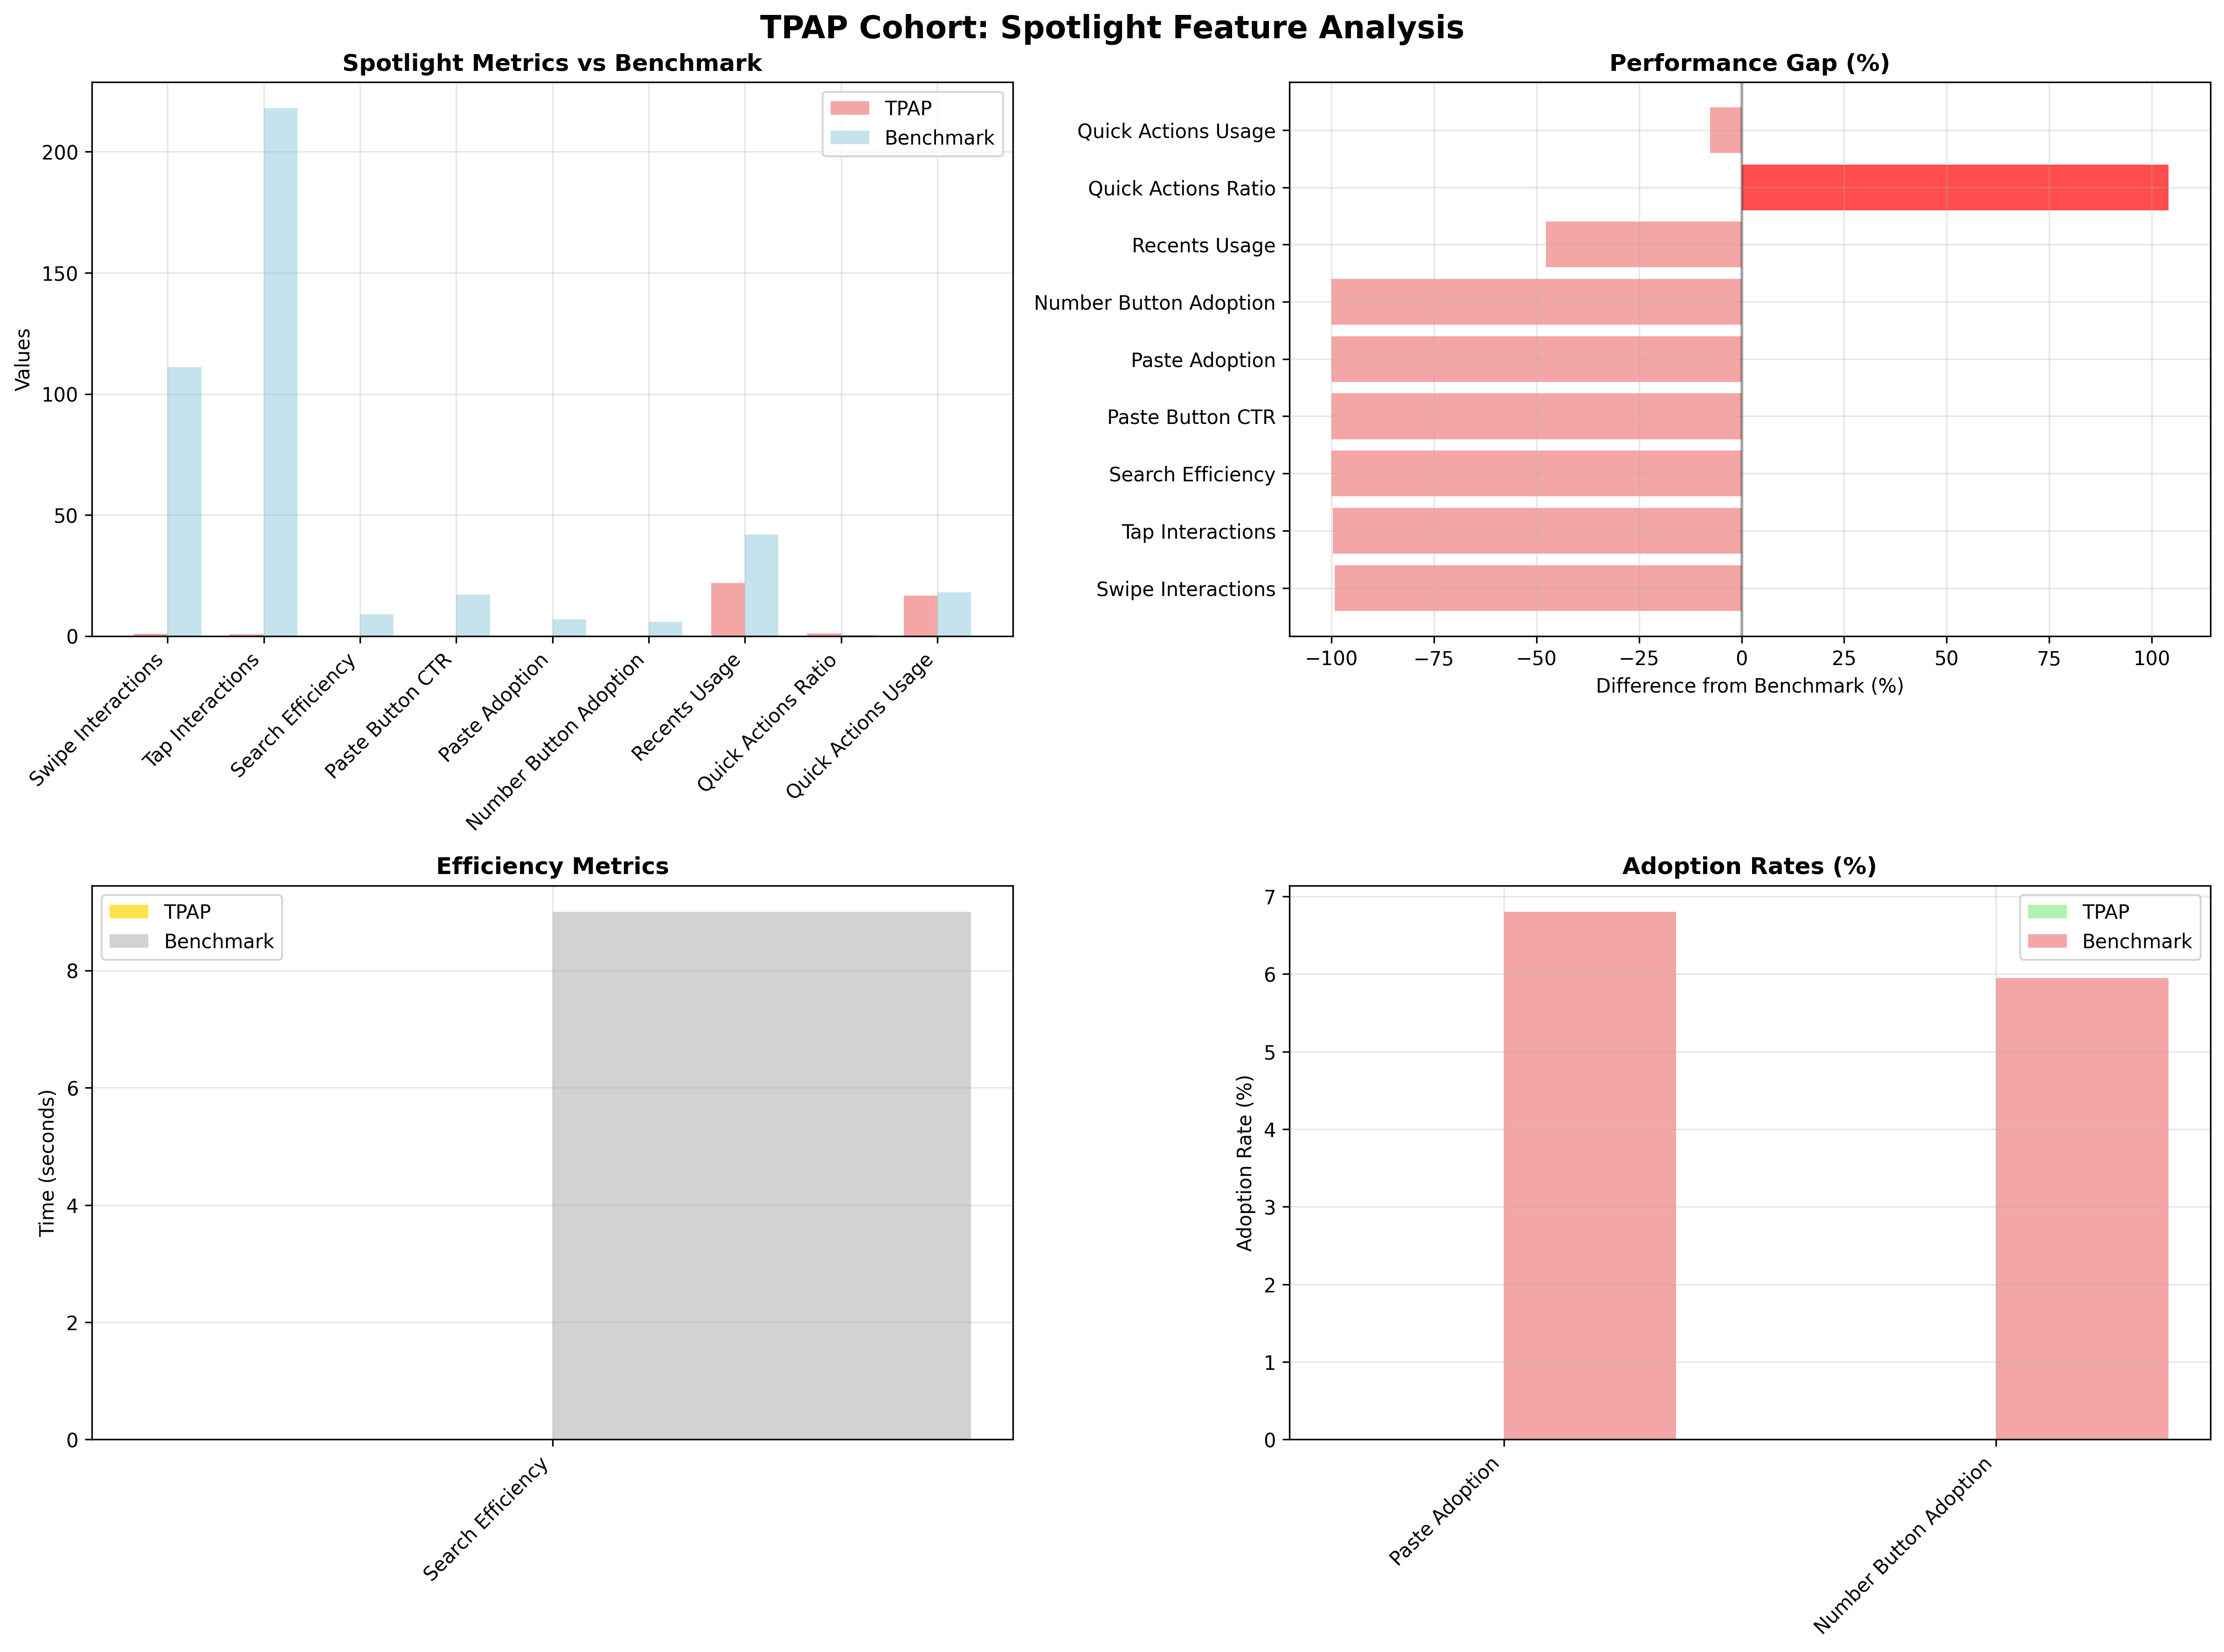 TPAP Cohort: Spotlight Feature Analysis
Spotlight Metrics vs Benchmark
TPAP
Benchmark
Values
200
150
100
50
0
Swipe Interactions
Tap Interactions
Search Efficiency
Paste Button CTR
Paste Adoption
Number Button Adoption
Recents Usage
Quick Actions Ratio
Quick Actions Usage
Performance Gap (%)
Quick Actions Usage
Quick Actions Ratio
Recents Usage
Number Button Adoption
Paste Adoption
Paste Button CTR
Search Efficiency
Tap Interactions
Swipe Interactions
−100 −75 −50 −25 0 25 50 75 100
Difference from Benchmark (%)
Efficiency Metrics
TPAP
Benchmark
Time (seconds)
8
6
4
2
0
Search Efficiency
Adoption Rates (%)
TPAP
Benchmark
Adoption Rate (%)
7
6
5
4
3
2
1
0
Paste Adoption
Number Button Adoption